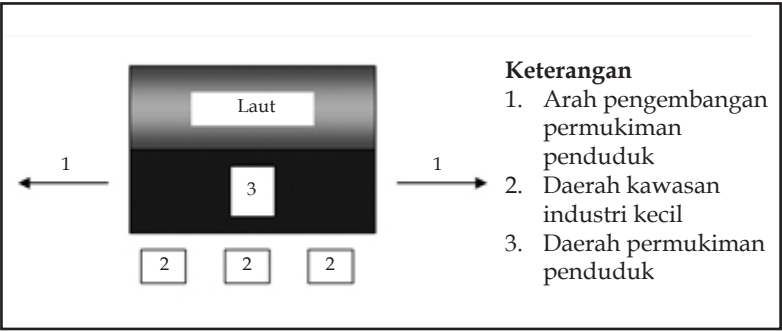 Laut
1
1
3
2
2
2
Keterangan
1. Arah pengembangan
permukiman
penduduk
2. Daerah kawasan
industri kecil
3. Daerah permukiman
penduduk